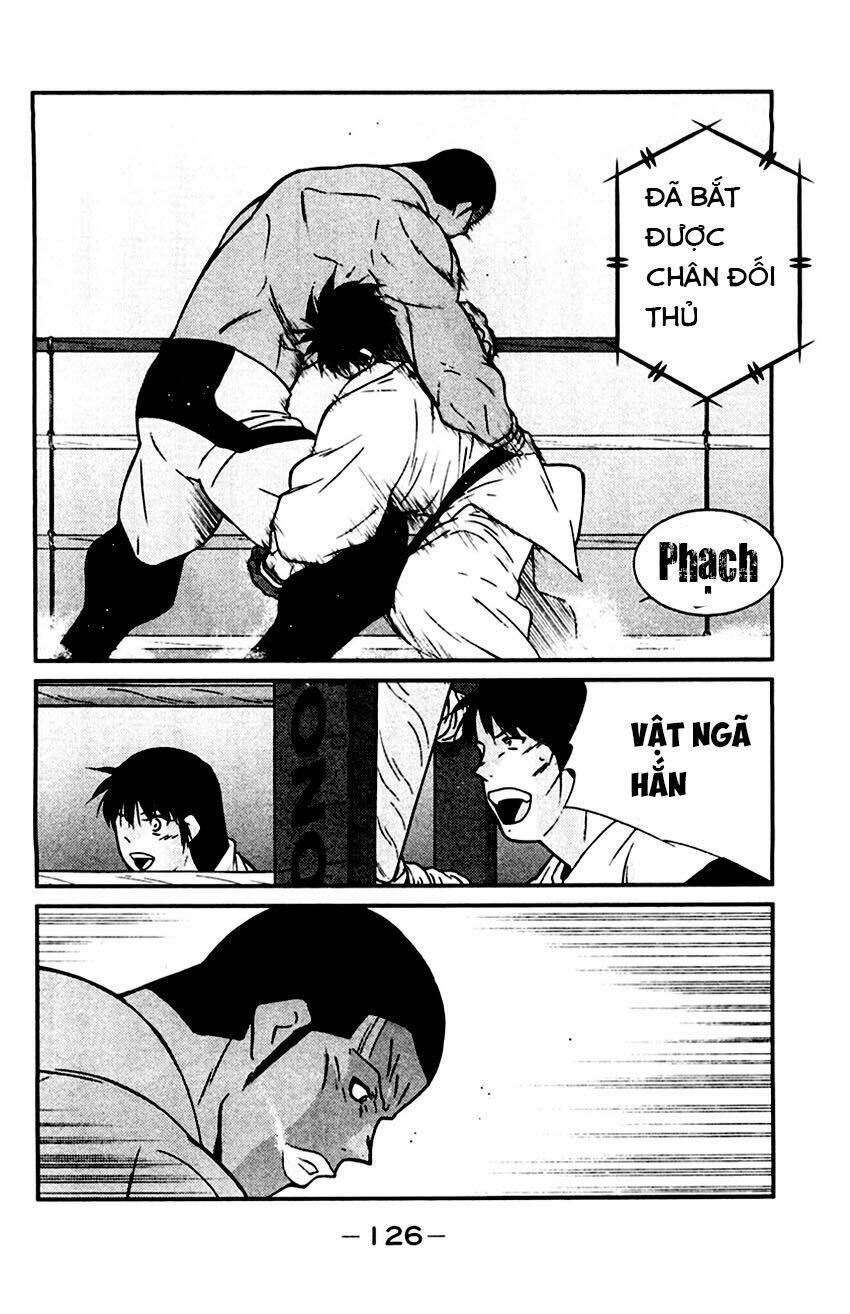 ĐÃ BẮT
ĐƯỢC
CHÂN ĐỐI
THỦ
Phạch
VẬT NGÃ
HẮN
ONO
-126-